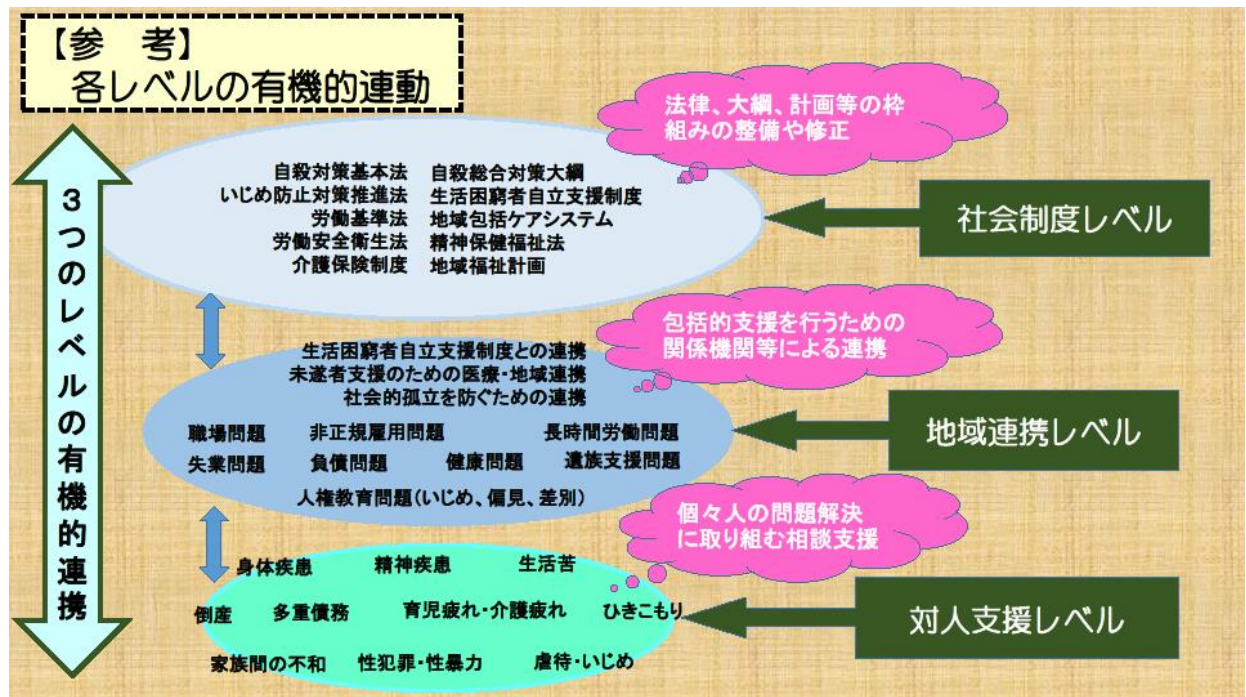 【参　考】
各レベルの有機的連動
3つのレベルの有機的連携
法律、大綱、計画等の枠
組みの整備や修正
自殺対策基本法　自殺総合対策大綱
いじめ防止対策推進法　生活困窮者自立支援制度
労働基準法　地域包括ケアシステム
労働安全衛生法　精神保健福祉法
介護保険制度　地域福祉計画
社会制度レベル
包括的支援を行うための
関係機関等による連携
生活困窮者自立支援制度との連携
未遂者支援のための医療・地域連携
社会的孤立を防ぐための連携
職場問題　非正規雇用問題　長時間労働問題
失業問題　負債問題　健康問題　遺族支援問題
人権教育問題(いじめ、偏見、差別)
地域連携レベル
個々人の問題解決
に取り組む相談支援
身体疾患　精神疾患　生活苦
倒産　多重債務　育児疲れ・介護疲れ　ひきこもり
家族間の不和　性犯罪・性暴力　虐待・いじめ
対人支援レベル